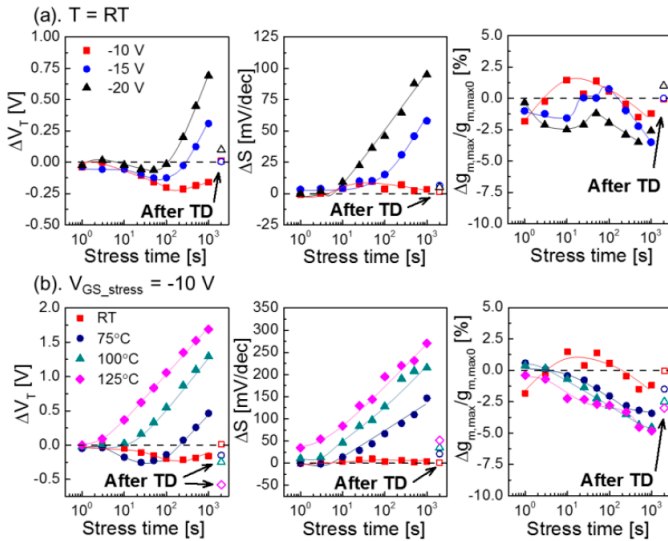 (a). T = RT
ΔV_T [V]
1.00
0.75
0.50
0.25
0.00
-0.25
-0.50
-10 V
-15 V
-20 V
After TD
10^0 10^1 10^2 10^3
Stress time [s]
ΔS [mV/dec]
125
100
75
50
25
0
-25
After TD
10^0 10^1 10^2 10^3
Stress time [s]
Δg_m,max/g_m,max0 [%]
5.0
2.5
0.0
-2.5
-5.0
-7.5
-10.0
After TD
10^0 10^1 10^2 10^3
Stress time [s]
(b). V_GS_stress = -10 V
ΔV_T [V]
2.0
1.5
1.0
0.5
0.0
-0.5
RT
75°C
100°C
125°C
After TD
10^0 10^1 10^2 10^3
Stress time [s]
ΔS [mV/dec]
350
300
250
200
150
100
50
0
-50
After TD
10^0 10^1 10^2 10^3
Stress time [s]
Δg_m,max/g_m,max0 [%]
5.0
2.5
0.0
-2.5
-5.0
-7.5
-10.0
After TD
10^0 10^1 10^2 10^3
Stress time [s]